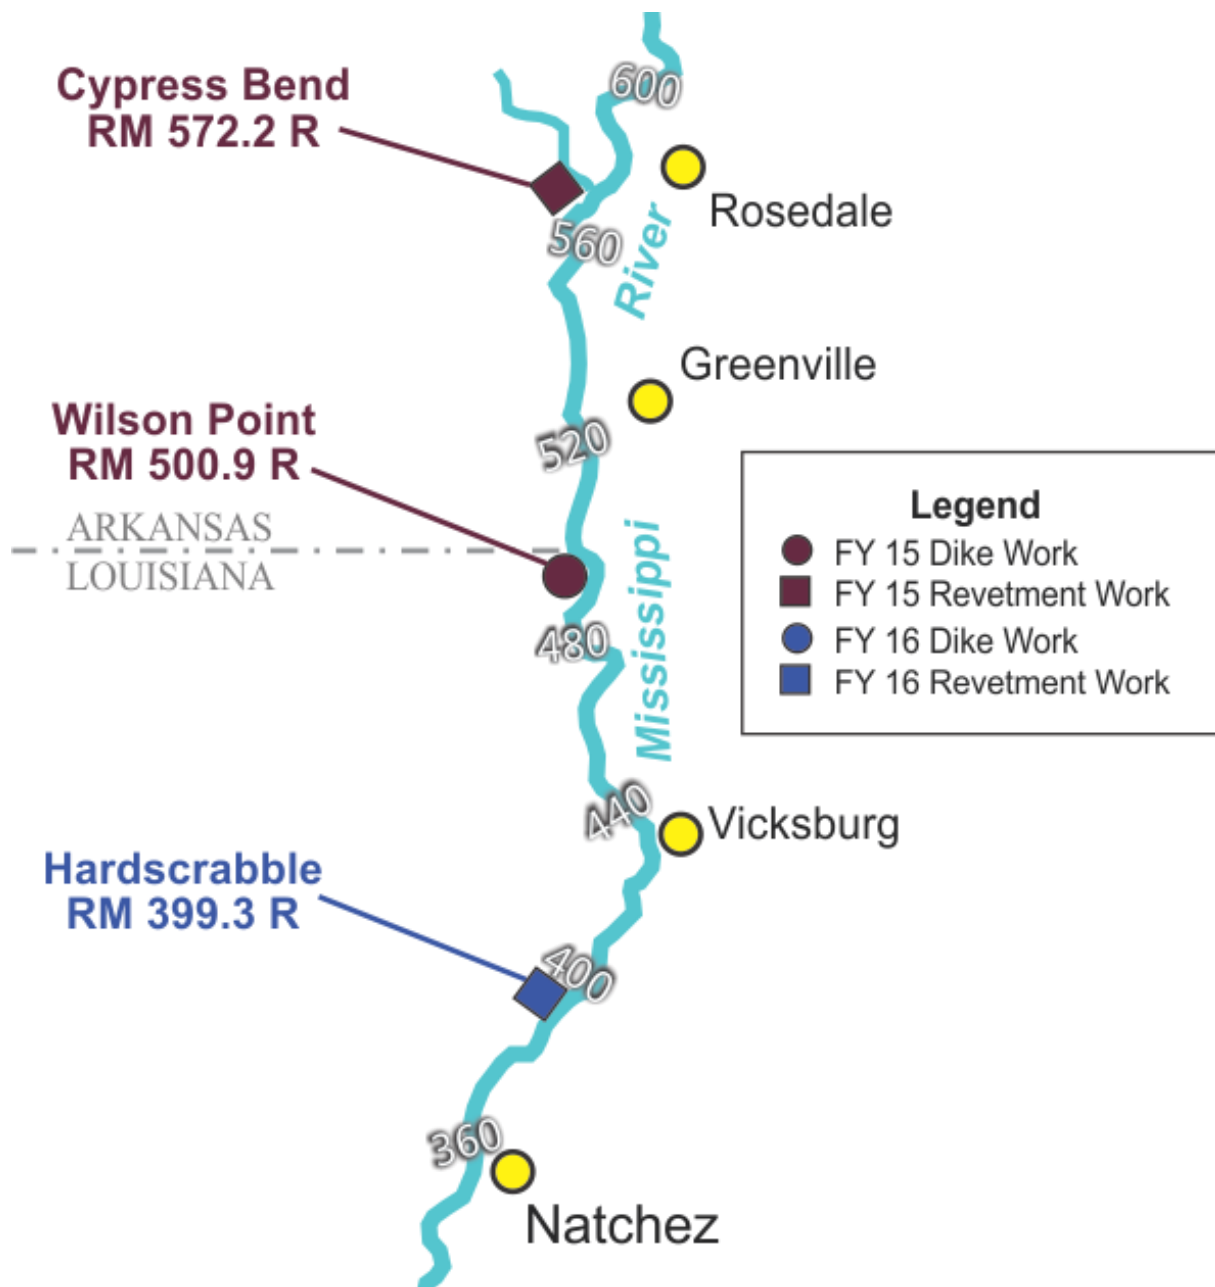 600
Cypress Bend
RM 572.2 R
Rosedale
560
River
Greenville
Wilson Point
RM 500.9 R
520
ARKANSAS
LOUISIANA
Legend
FY 15 Dike Work
FY 15 Revetment Work
FY 16 Dike Work
FY 16 Revetment Work
Mississippi
480
440
Vicksburg
Hardscrabble
RM 399.3 R
400
360
Natchez